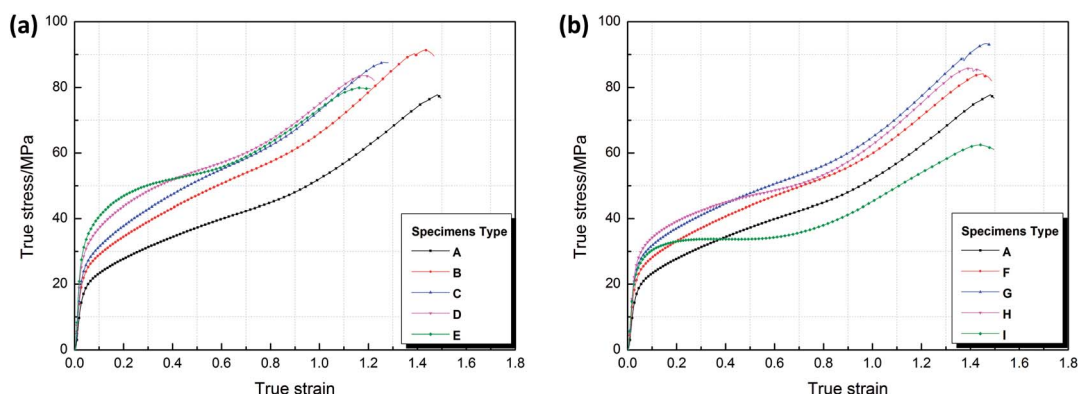 (a)
True stress/MPa
100
80
60
40
20
0
0.0 0.2 0.4 0.6 0.8 1.0 1.2 1.4 1.6 1.8
True strain
Specimens Type
A
B
C
D
E
(b)
True stress/MPa
100
80
60
40
20
0
0.0 0.2 0.4 0.6 0.8 1.0 1.2 1.4 1.6 1.8
True strain
Specimens Type
A
F
G
H
I